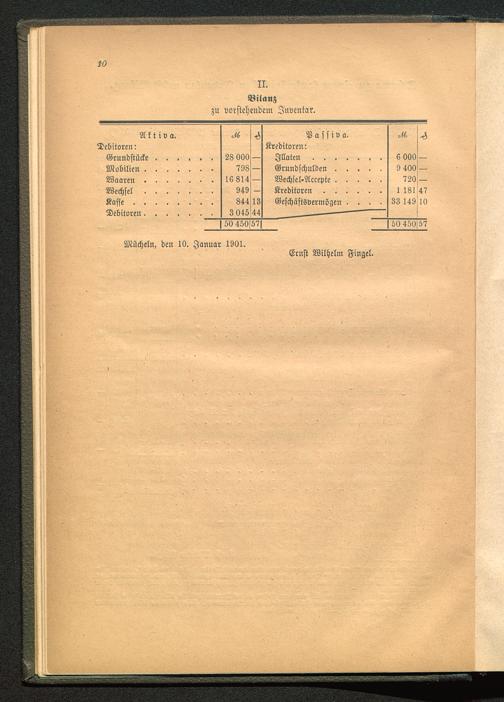 10
II.
Bilanz
zu vorstehendem Inventar.
Aktiva. ℳ ₰ Passiva. ℳ ₰
Debitoren: Kreditoren:
Grundstücke . . . . . . 28 000 — Illaten . . . . . . . 6 000 —
Mobilien . . . . . . . 798 — Grundschulden . . . . . 9 400 —
Waaren . . . . . . . 16 814 — Wechsel-Accepte . . . . . 720 —
Wechsel . . . . . . . 949 — Kreditoren . . . . . . 1 181 47
Kasse . . . . . . . . 844 13 Geschäftsvermögen . . . . 33 149 10
Debitoren . . . . . . . 3 045 44
50 450 57 50 450 57
Mücheln, den 10. Januar 1901.
Ernst Wilhelm Fingel.